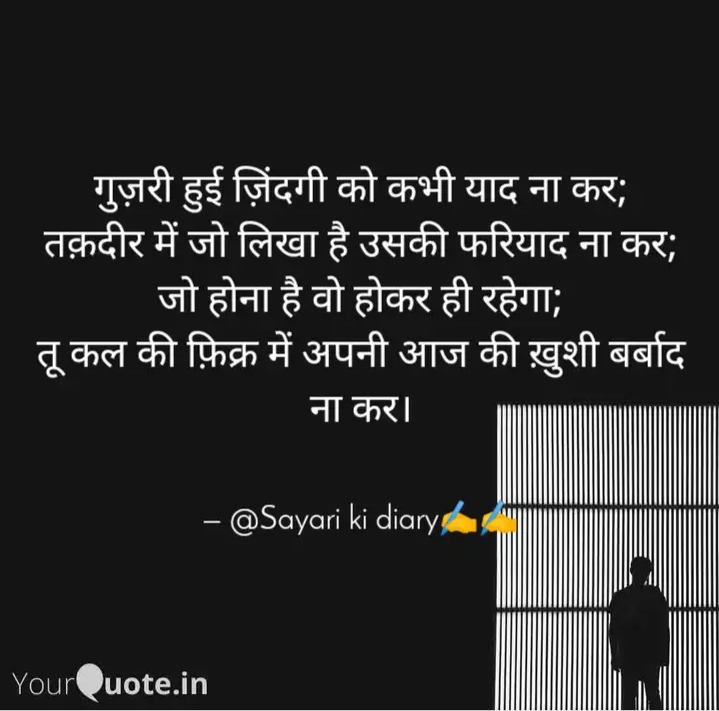 गुज़री हुई ज़िंदगी को कभी याद ना कर;
तक़दीर में जो लिखा है उसकी फरियाद ना कर;
जो होना है वो होकर ही रहेगा;
तू कल की फ़िक्र में अपनी आज की ख़ुशी बर्बाद
ना कर।
– @Sayari ki diary✍️✍️
YourQuote.in